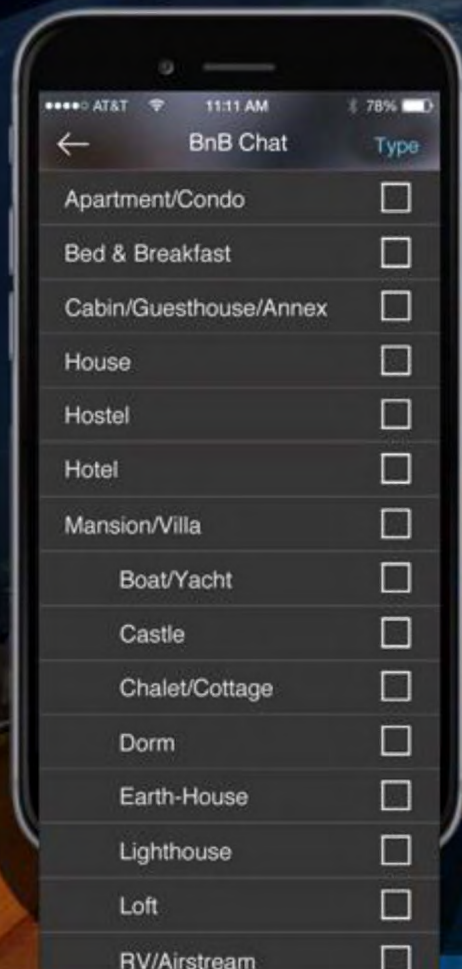 AT&T 11:11 AM 78%
BnB Chat Type
Apartment/Condo
Bed & Breakfast
Cabin/Guesthouse/Annex
House
Hostel
Hotel
Mansion/Villa
Boat/Yacht
Castle
Chalet/Cottage
Dorm
Earth-House
Lighthouse
Loft
RV/Airstream